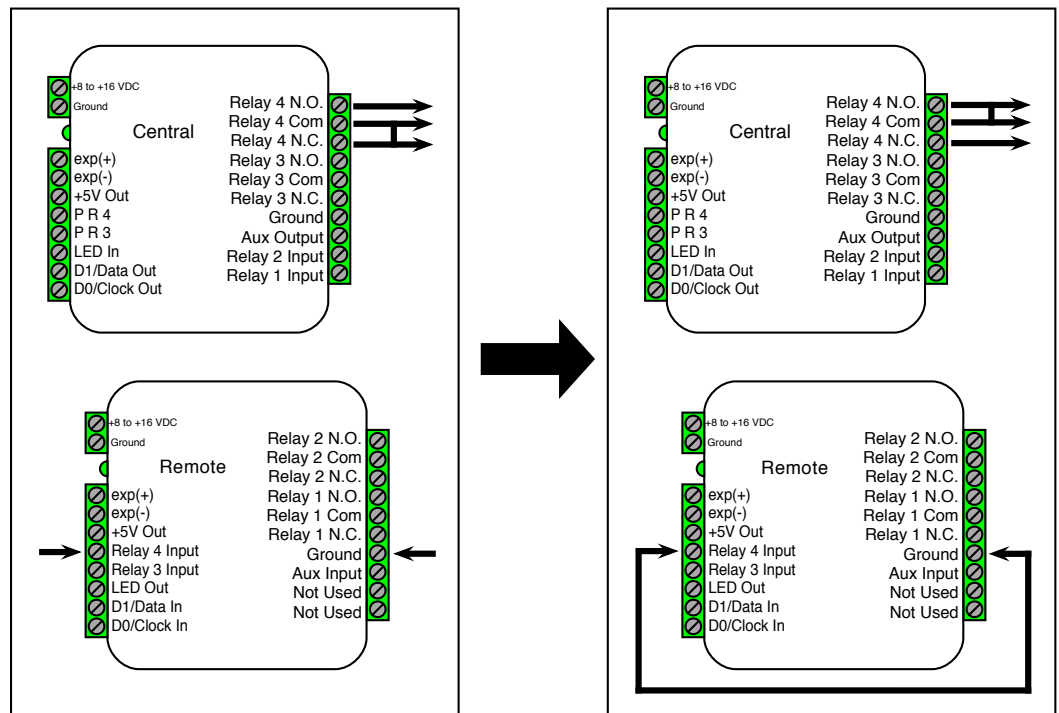 +8 to +16 VDC
Ground
Central
exp(+)
exp(-)
+5V Out
P R 4
P R 3
LED In
D1/Data Out
D0/Clock Out
Relay 4 N.O.
Relay 4 Com
Relay 4 N.C.
Relay 3 N.O.
Relay 3 Com
Relay 3 N.C.
Ground
Aux Output
Relay 2 Input
Relay 1 Input
+8 to +16 VDC
Ground
Remote
exp(+)
exp(-)
+5V Out
Relay 4 Input
Relay 3 Input
LED Out
D1/Data In
D0/Clock In
Relay 2 N.O.
Relay 2 Com
Relay 2 N.C.
Relay 1 N.O.
Relay 1 Com
Relay 1 N.C.
Ground
Aux Input
Not Used
Not Used
+8 to +16 VDC
Ground
Central
exp(+)
exp(-)
+5V Out
P R 4
P R 3
LED In
D1/Data Out
D0/Clock Out
Relay 4 N.O.
Relay 4 Com
Relay 4 N.C.
Relay 3 N.O.
Relay 3 Com
Relay 3 N.C.
Ground
Aux Output
Relay 2 Input
Relay 1 Input
+8 to +16 VDC
Ground
Remote
exp(+)
exp(-)
+5V Out
Relay 4 Input
Relay 3 Input
LED Out
D1/Data In
D0/Clock In
Relay 2 N.O.
Relay 2 Com
Relay 2 N.C.
Relay 1 N.O.
Relay 1 Com
Relay 1 N.C.
Ground
Aux Input
Not Used
Not Used